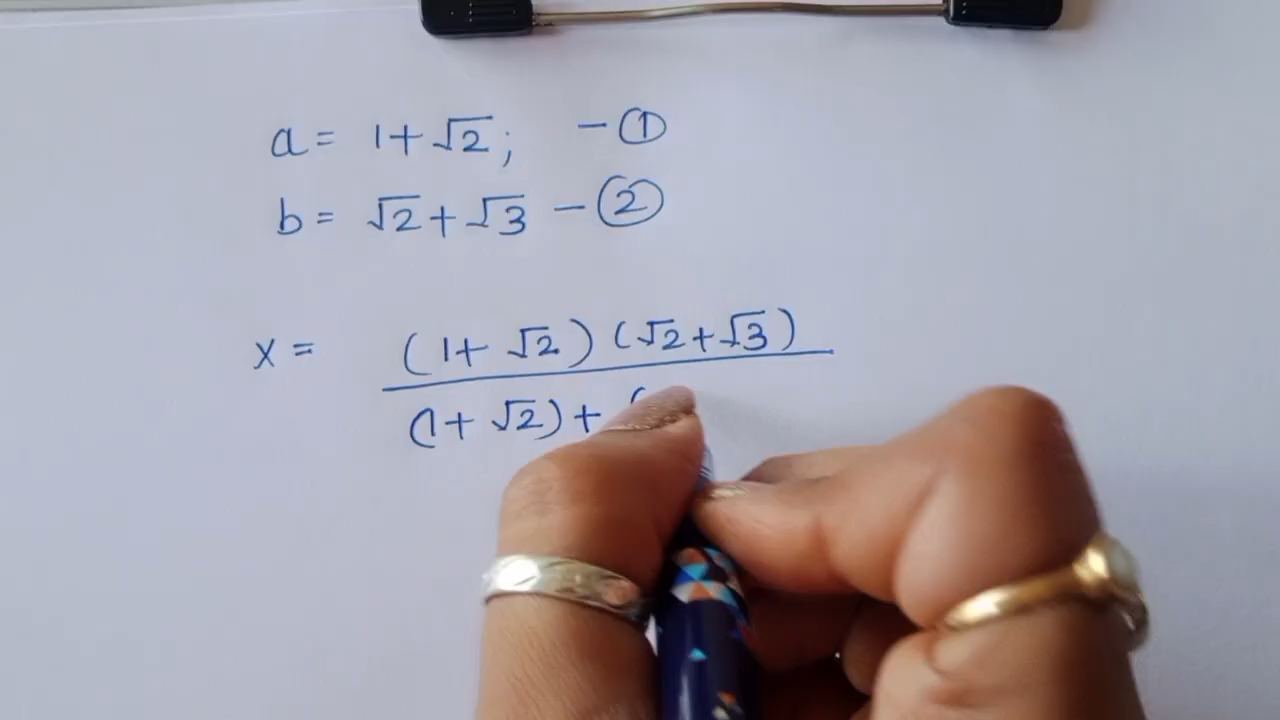 a = 1+√2; – ①
b = √2+√3 – ②
x = (1+ √2) (√2+√3)
(1+ √2)+ (